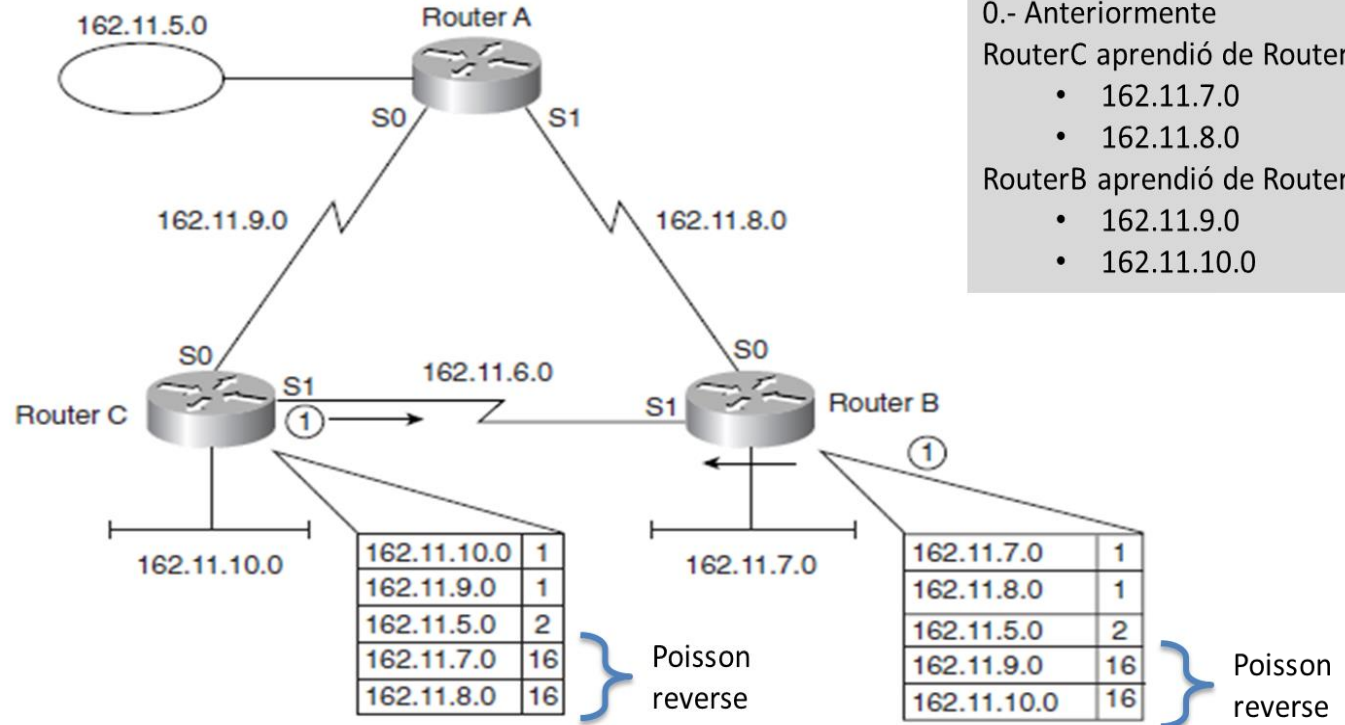 Router A
162.11.5.0
S0
S1
162.11.9.0
162.11.8.0
0.- Anteriormente
RouterC aprendió de Router
• 162.11.7.0
• 162.11.8.0
RouterB aprendió de Router
• 162.11.9.0
• 162.11.10.0
S0
S1
162.11.6.0
S0
S1
Router C
1
Router B
1
162.11.10.0
162.11.7.0
162.11.10.0 1
162.11.9.0 1
162.11.5.0 2
162.11.7.0 16
162.11.8.0 16
Poisson
reverse
162.11.7.0 1
162.11.8.0 1
162.11.5.0 2
162.11.9.0 16
162.11.10.0 16
Poisson
reverse